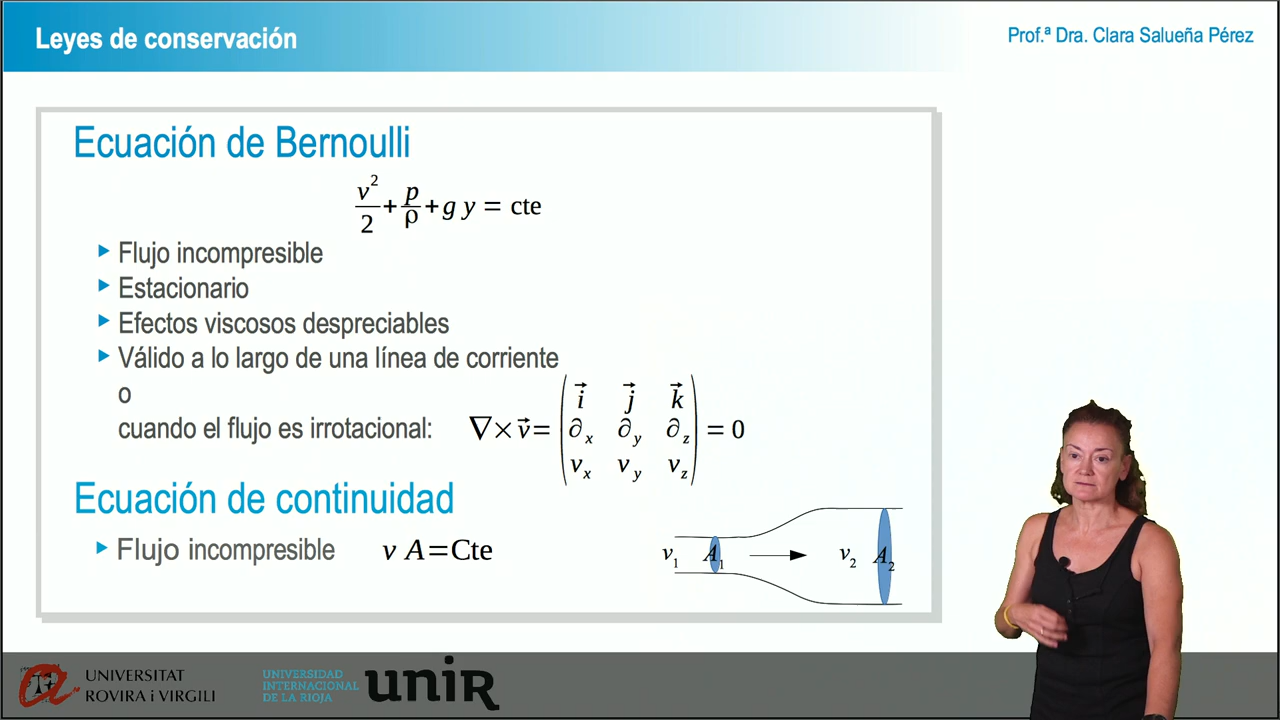 Leyes de conservación
Prof.ª Dra. Clara Salueña Pérez
Ecuación de Bernoulli
v²/2 + p/ρ + g y = cte
Flujo incompresible
Estacionario
Efectos viscosos despreciables
Válido a lo largo de una línea de corriente
o
cuando el flujo es irrotacional: ∇×v⃗ = ( i⃗ j⃗ k⃗
∂x ∂y ∂z
vx vy vz ) = 0
Ecuación de continuidad
Flujo incompresible v A=Cte
v₁ A₁ v₂ A₂
UNIVERSITAT
ROVIRA i VIRGILI
UNIVERSIDAD
INTERNACIONAL
DE LA RIOJA
unir